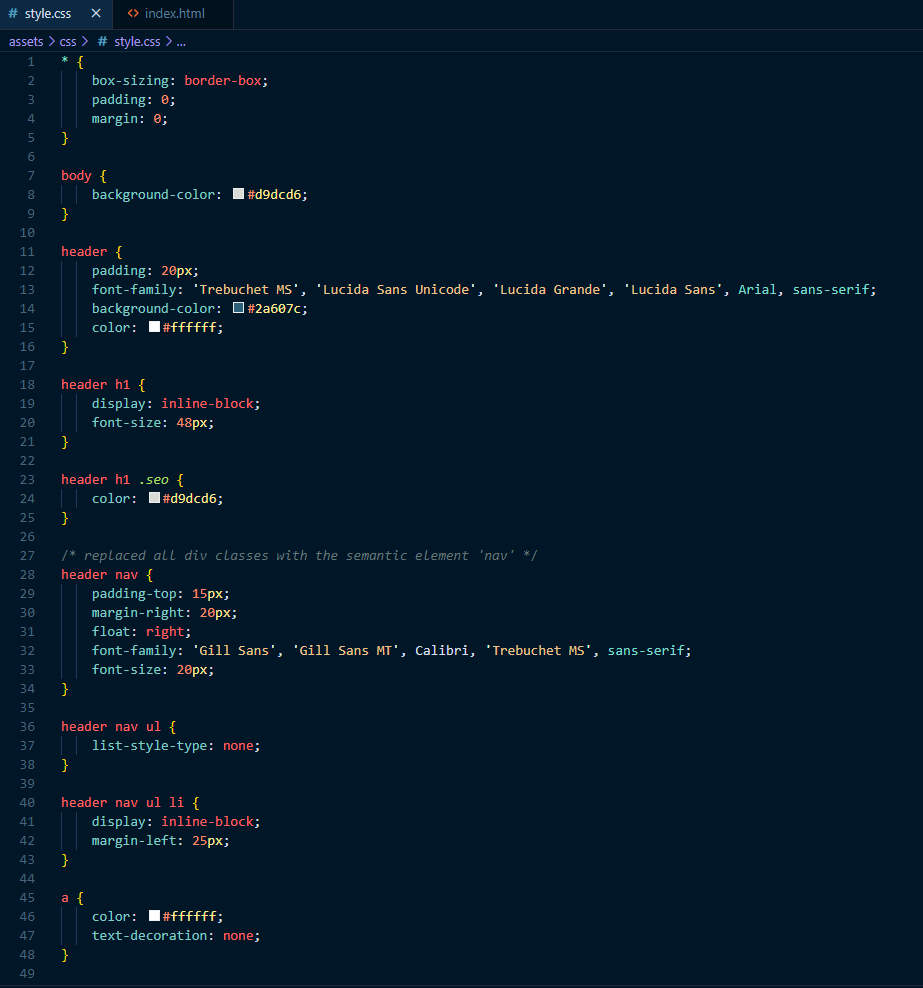 # style.css × <> index.html
assets > css > # style.css > ...
1 * {
2     box-sizing: border-box;
3     padding: 0;
4     margin: 0;
5 }
6
7 body {
8     background-color: #d9dcd6;
9 }
10
11 header {
12     padding: 20px;
13     font-family: 'Trebuchet MS', 'Lucida Sans Unicode', 'Lucida Grande', 'Lucida Sans', Arial, sans-serif;
14     background-color: #2a607c;
15     color: #ffffff;
16 }
17
18 header h1 {
19     display: inline-block;
20     font-size: 48px;
21 }
22
23 header h1 .seo {
24     color: #d9dcd6;
25 }
26
27 /* replaced all div classes with the semantic element 'nav' */
28 header nav {
29     padding-top: 15px;
30     margin-right: 20px;
31     float: right;
32     font-family: 'Gill Sans', 'Gill Sans MT', Calibri, 'Trebuchet MS', sans-serif;
33     font-size: 20px;
34 }
35
36 header nav ul {
37     list-style-type: none;
38 }
39
40 header nav ul li {
41     display: inline-block;
42     margin-left: 25px;
43 }
44
45 a {
46     color: #ffffff;
47     text-decoration: none;
48 }
49